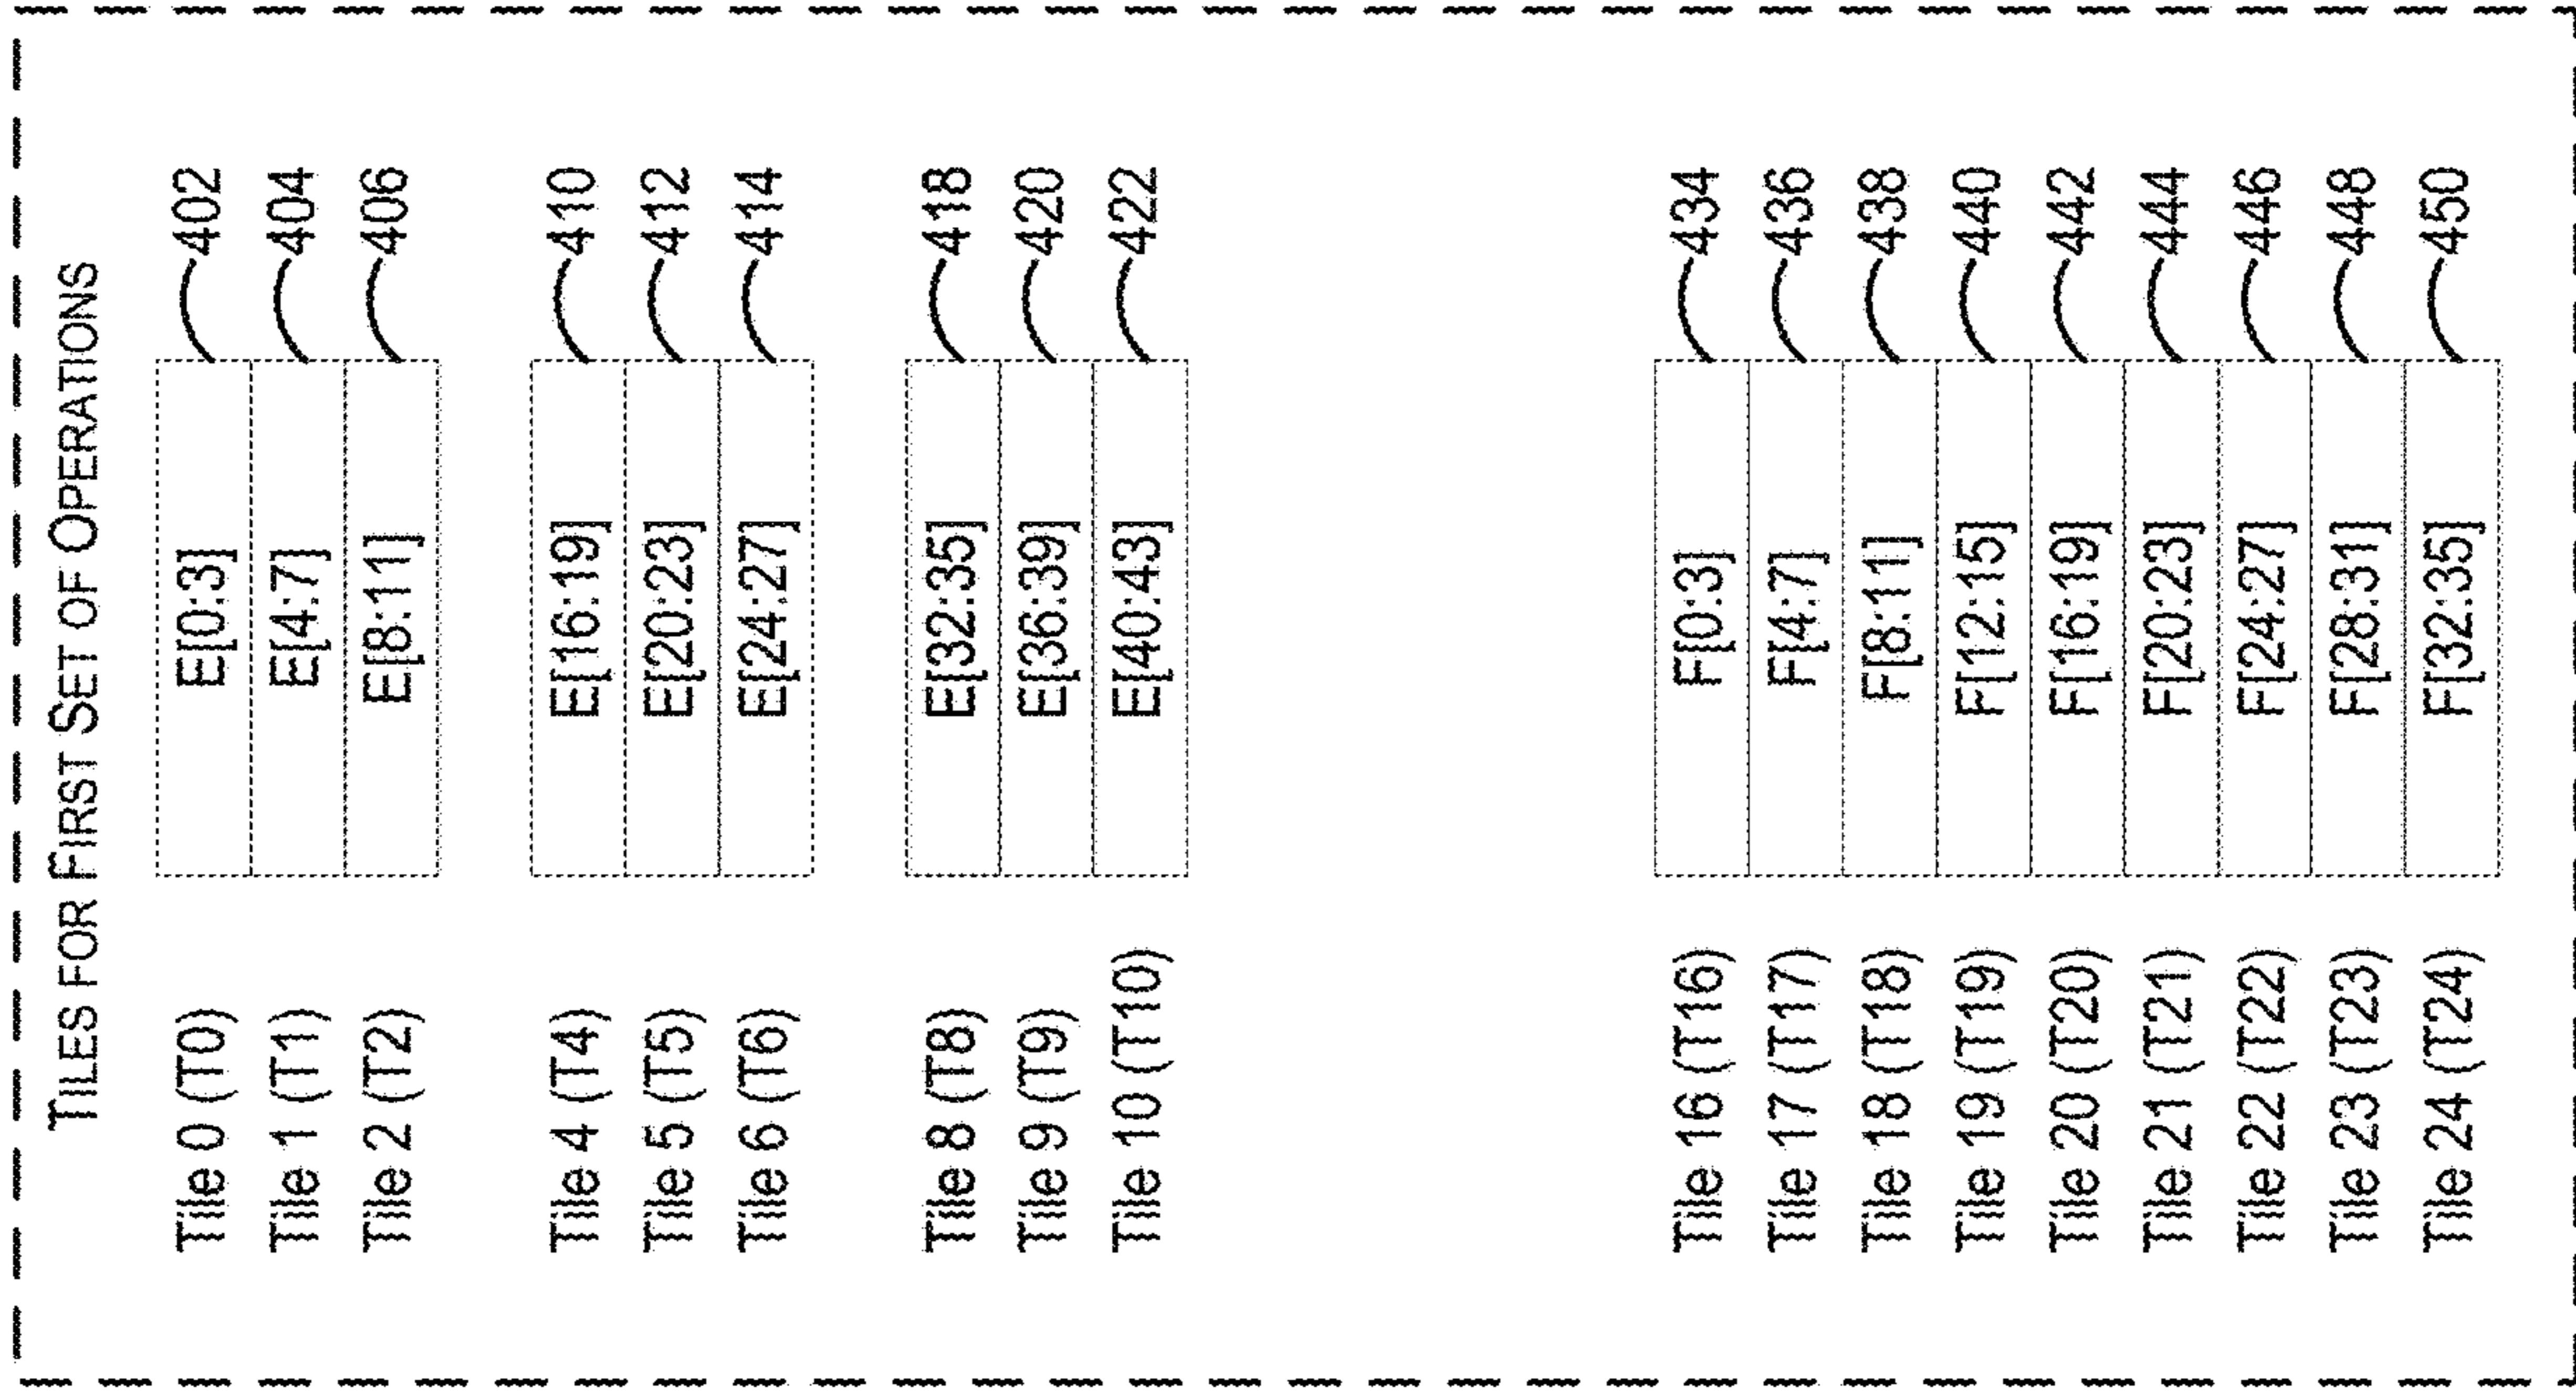 TILES FOR FIRST SET OF OPERATIONS
Tile 0 (T0) E[0:3] 402
Tile 1 (T1) E[4:7] 404
Tile 2 (T2) E[8:11] 406
Tile 4 (T4) E[16:19] 410
Tile 5 (T5) E[20:23] 412
Tile 6 (T6) E[24:27] 414
Tile 8 (T8) E[32:35] 418
Tile 9 (T9) E[36:39] 420
Tile 10 (T10) E[40:43] 422
Tile 16 (T16) F[0:3] 434
Tile 17 (T17) F[4:7] 436
Tile 18 (T18) F[8:11] 438
Tile 19 (T19) F[12:15] 440
Tile 20 (T20) F[16:19] 442
Tile 21 (T21) F[20:23] 444
Tile 22 (T22) F[24:27] 446
Tile 23 (T23) F[28:31] 448
Tile 24 (T24) F[32:35] 450